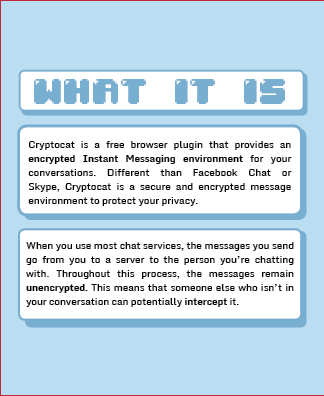 WHAT IT IS
Cryptocat is a free browser plugin that provides an
encrypted Instant Messaging environment for your
conversations. Different than Facebook Chat or
Skype, Cryptocat is a secure and encrypted message
environment to protect your privacy.
When you use most chat services, the messages you send
go from you to a server to the person you're chatting
with. Throughout this process, the messages remain
unencrypted. This means that someone else who isn't in
your conversation can potentially intercept it.